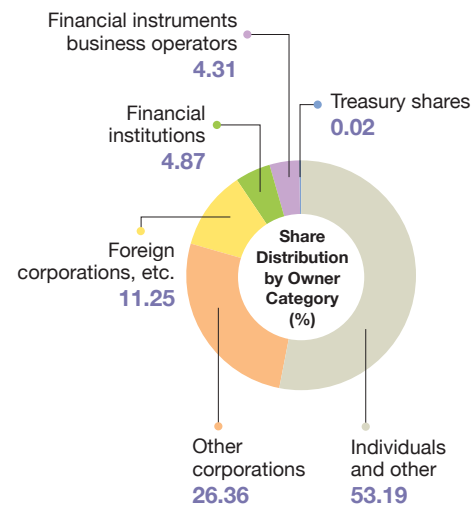 Financial instruments
business operators
4.31
Treasury shares
0.02
Financial
institutions
4.87
Foreign
corporations, etc.
11.25
Share
Distribution
by Owner
Category
(%)
Other
corporations
26.36
Individuals
and other
53.19